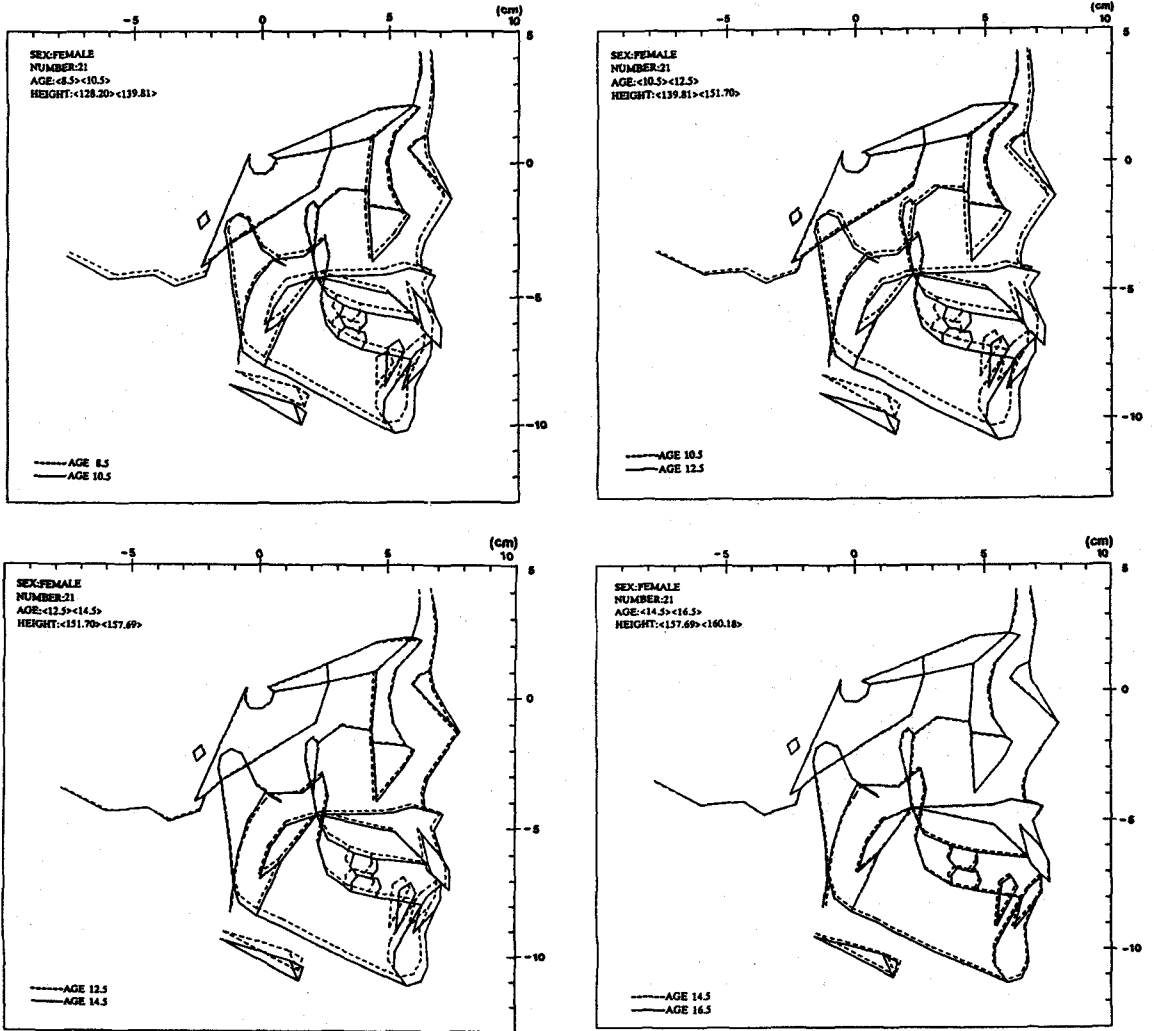 (cm)
-5 0 5 10
5
SEX:FEMALE
NUMBER:21
AGE:<8.5><10.5>
HEIGHT:<128.20><139.81>
0
-5
-10
AGE 8.5
AGE 10.5
(cm)
-5 0 5 10
5
SEX:FEMALE
NUMBER:21
AGE:<10.5><12.5>
HEIGHT:<139.81><151.70>
0
-5
-10
AGE 10.5
AGE 12.5
(cm)
-5 0 5 10
5
SEX:FEMALE
NUMBER:21
AGE:<12.5><14.5>
HEIGHT:<151.70><157.69>
0
-5
-10
AGE 12.5
AGE 14.5
(cm)
-5 0 5 10
5
SEX:FEMALE
NUMBER:21
AGE:<14.5><16.5>
HEIGHT:<157.69><160.18>
0
-5
-10
AGE 14.5
AGE 16.5